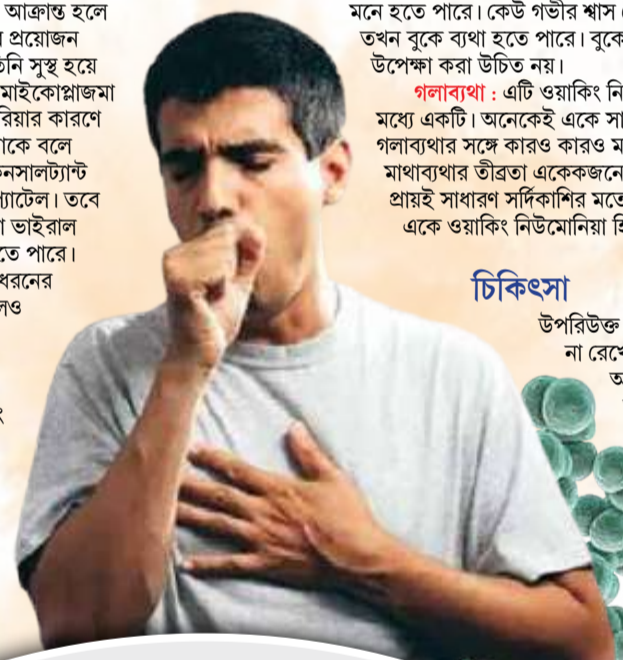 আক্রান্ত হলে
প্রয়োজন
তিনি সুস্থ হয়ে
মাইকোপ্লাজমা
রিয়ার কারণে
াকে বলে
নসালট্যান্ট
প্যাটেল। তবে
ভাইরাল
তে পারে।
ধরনের
লেও
মনে হতে পারে। কেউ গভীর শ্বাস
তখন বুকে ব্যথা হতে পারে। বুকে
উপেক্ষা করা উচিত নয়।
গলাব্যথা : এটি ওয়াকিং নি
মধ্যে একটি। অনেকেই একে সা
গলাব্যথার সঙ্গে কারও কারও ম
মাথাব্যথার তীব্রতা একেকজনে
প্রায়ই সাধারণ সর্দিকাশির মতে
একে ওয়াকিং নিউমোনিয়া হি
চিকিৎসা
উপরিউক্ত
না রেখে